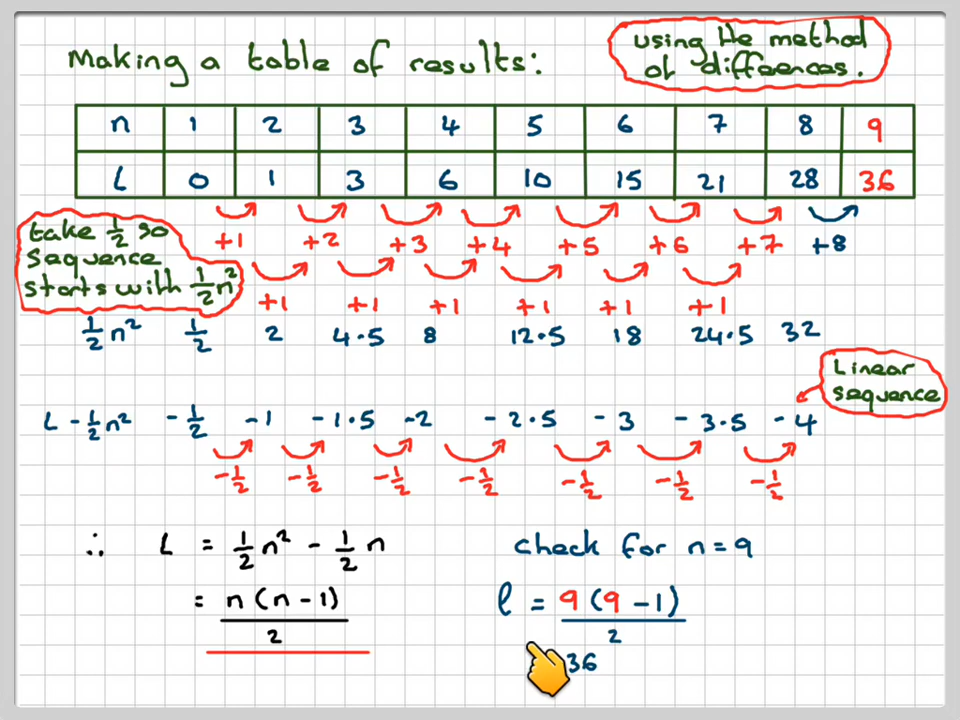 Making a table of results:
using the method
of differences.
n 1 2 3 4 5 6 7 8 9
L 0 1 3 6 10 15 21 28 36
+1 +2 +3 +4 +5 +6 +7 +8
take 1/2 so
sequence
starts with 1/2n²
+1 +1 +1 +1 +1 +1
1/2n² 1/2 2 4.5 8 12.5 18 24.5 32
Linear
sequence
L - 1/2n² -1/2 -1 -1.5 -2 -2.5 -3 -3.5 -4
-1/2 -1/2 -1/2 -1/2 -1/2 -1/2 -1/2
∴ L = 1/2n² - 1/2n
= n(n-1)
2
check for n=9
l = 9(9-1)
2
36